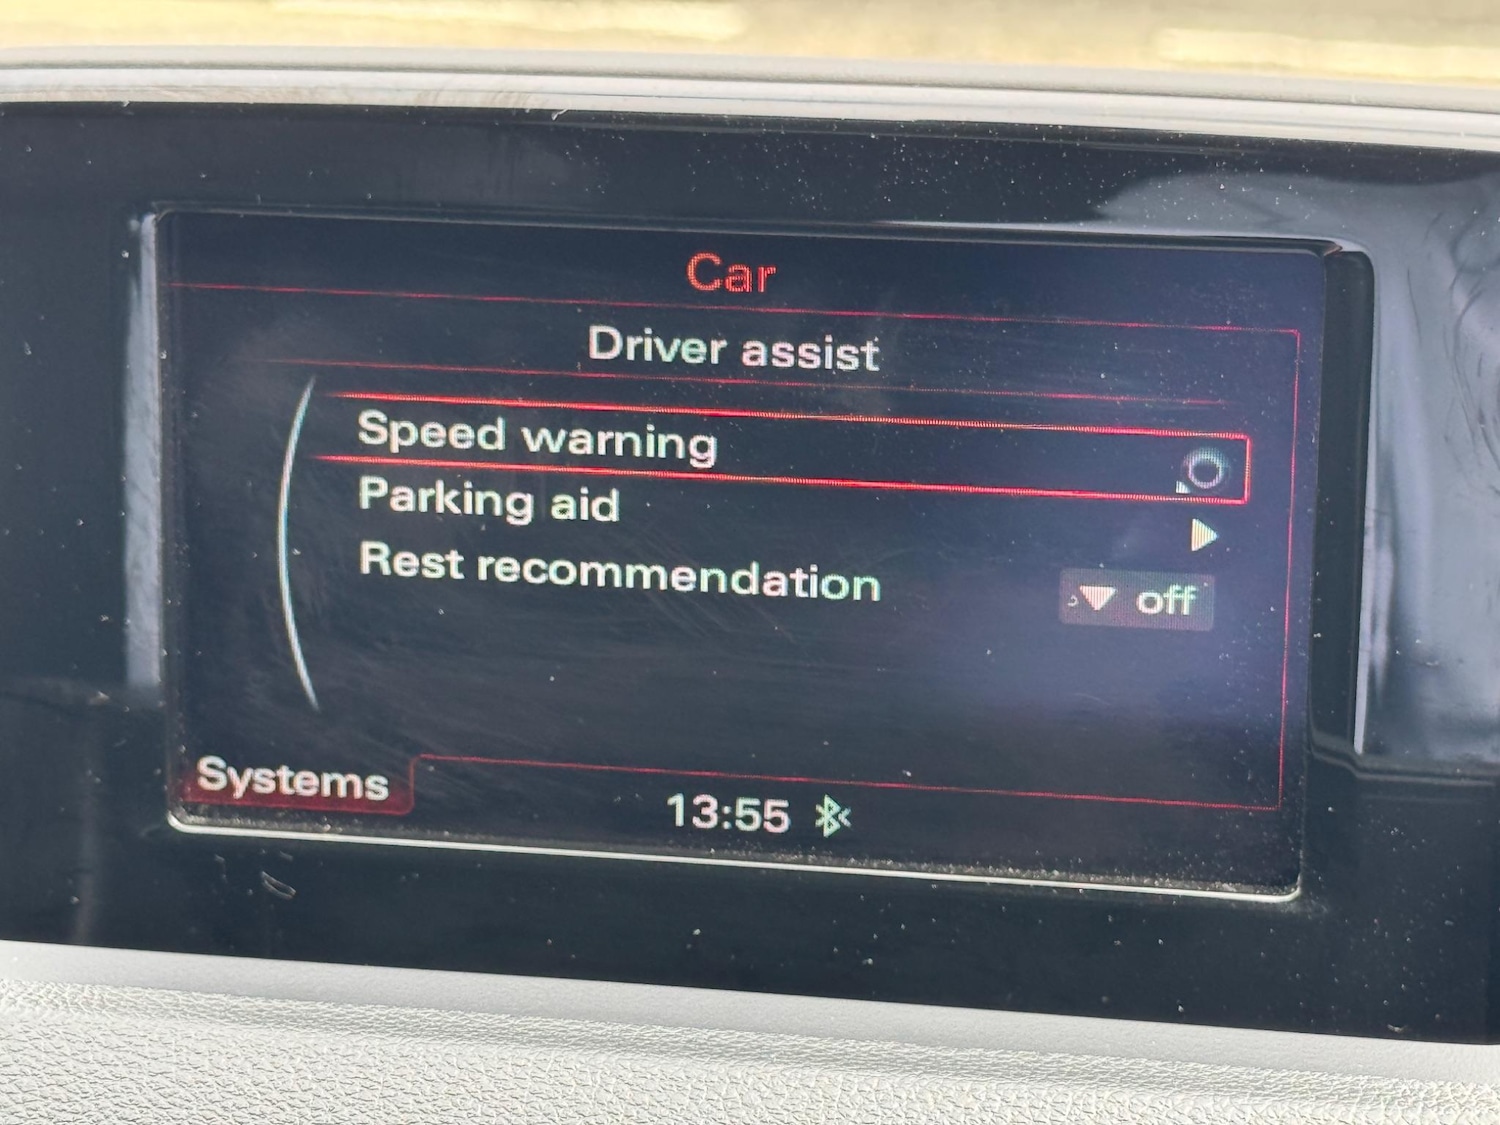 Car
Driver assist
Speed warning
Parking aid
Rest recommendation off
Systems
13:55